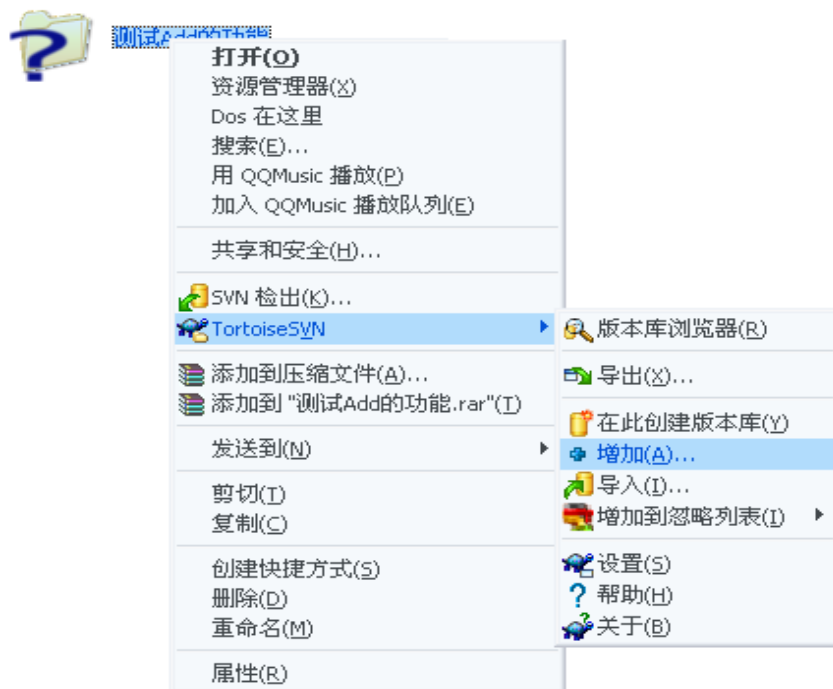 测试Add的功能
打开(O)
资源管理器(X)
Dos 在这里
搜索(E)...
用 QQMusic 播放(P)
加入 QQMusic 播放队列(E)
共享和安全(H)...
SVN 检出(K)...
TortoiseSVN
添加到压缩文件(A)...
添加到 "测试Add的功能.rar"(T)
发送到(N)
剪切(T)
复制(C)
创建快捷方式(S)
删除(D)
重命名(M)
属性(R)
版本库浏览器(R)
导出(X)...
在此创建版本库(Y)
增加(A)...
导入(I)...
增加到忽略列表(I)
设置(S)
帮助(H)
关于(B)